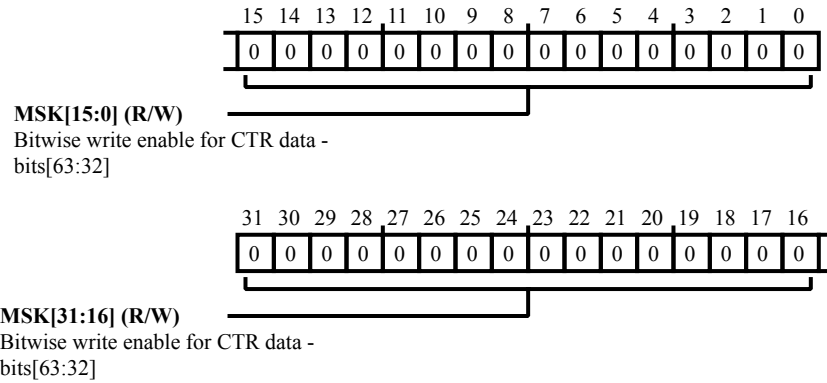 15 14 13 12 11 10 9 8 7 6 5 4 3 2 1 0
0 0 0 0 0 0 0 0 0 0 0 0 0 0 0 0
MSK[15:0] (R/W)
Bitwise write enable for CTR data -
bits[63:32]
31 30 29 28 27 26 25 24 23 22 21 20 19 18 17 16
0 0 0 0 0 0 0 0 0 0 0 0 0 0 0 0
MSK[31:16] (R/W)
Bitwise write enable for CTR data -
bits[63:32]